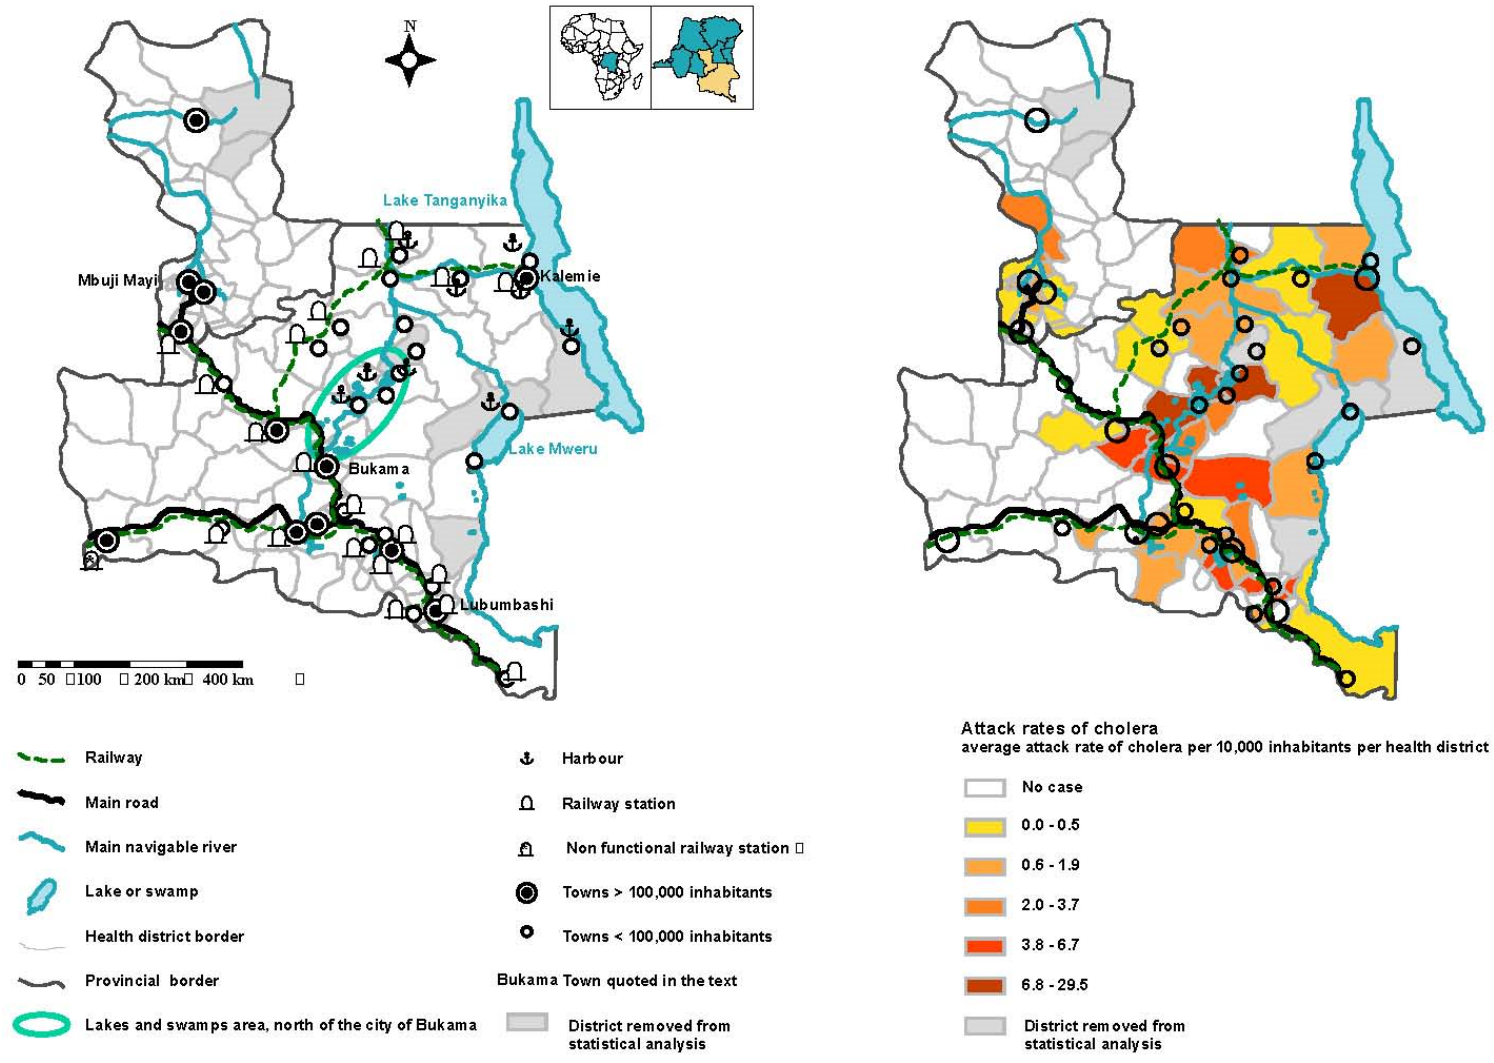 N
Lake Tanganyika
Mbuji Mayi
Kalemie
Lake Mweru
Bukama
Lubumbashi
0 50 □100 □ 200 km□ 400 km □
Railway
Main road
Main navigable river
Lake or swamp
Health district border
Provincial border
Lakes and swamps area, north of the city of Bukama
Harbour
Railway station
Non functional railway station □
Towns > 100,000 inhabitants
Towns < 100,000 inhabitants
Bukama Town quoted in the text
District removed from
statistical analysis
Attack rates of cholera
average attack rate of cholera per 10,000 inhabitants per health district
No case
0.0 - 0.5
0.6 - 1.9
2.0 - 3.7
3.8 - 6.7
6.8 - 29.5
District removed from
statistical analysis